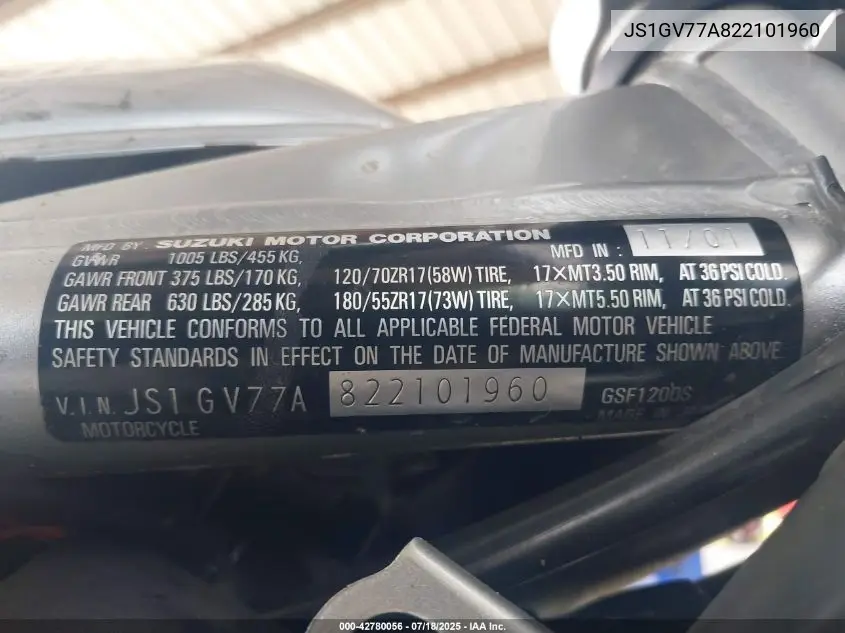 JS1GV77A822101960
MFD BY. SUZUKI MOTOR CORPORATION MFD IN : 11/01
GVWR 1005 LBS/455 KG,
GAWR FRONT 375 LBS/170 KG, 120/70ZR17(58W) TIRE, 17×MT3.50 RIM, AT 36 PSI COLD.
GAWR REAR 630 LBS/285 KG, 180/55ZR17(73W) TIRE, 17×MT5.50 RIM, AT 36 PSI COLD.
THIS VEHICLE CONFORMS TO ALL APPLICABLE FEDERAL MOTOR VEHICLE
SAFETY STANDARDS IN EFFECT ON THE DATE OF MANUFACTURE SHOWN ABOVE
V.I.N. JS1GV77A 822101960 GSF1200S
MOTORCYCLE MADE IN
000-42780056 - 07/18/2025 - IAA Inc.